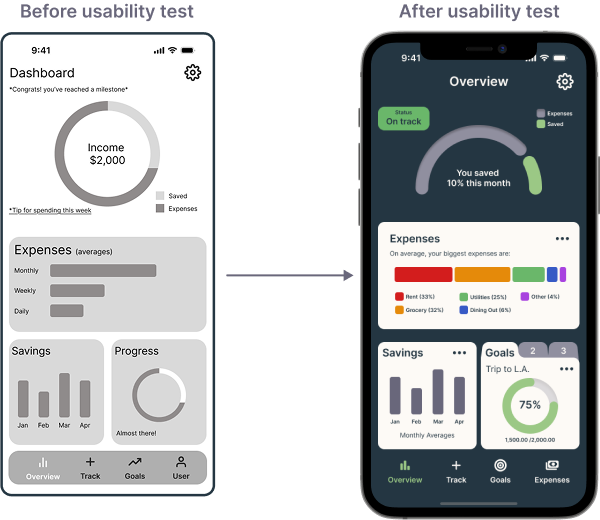 Before usability test
9:41
Dashboard
*Congrats! you've reached a milestone*
Income
$2,000
Saved
Expenses
*Tip for spending this week
Expenses (averages)
Monthly
Weekly
Daily
Savings
Jan Feb Mar Apr
Progress
Almost there!
Overview Track Goals User
After usability test
9:41
Overview
Status
On track
Expenses
Saved
You saved
10% this month
Expenses
On average, your biggest expenses are:
Rent (33%) Utilities (25%) Other (4%)
Grocery (32%) Dining Out (6%)
Savings
Jan Feb Mar Apr
Monthly Averages
Goals 2 3
Trip to L.A.
75%
1,500.00 /2,000.00
Overview Track Goals Expenses